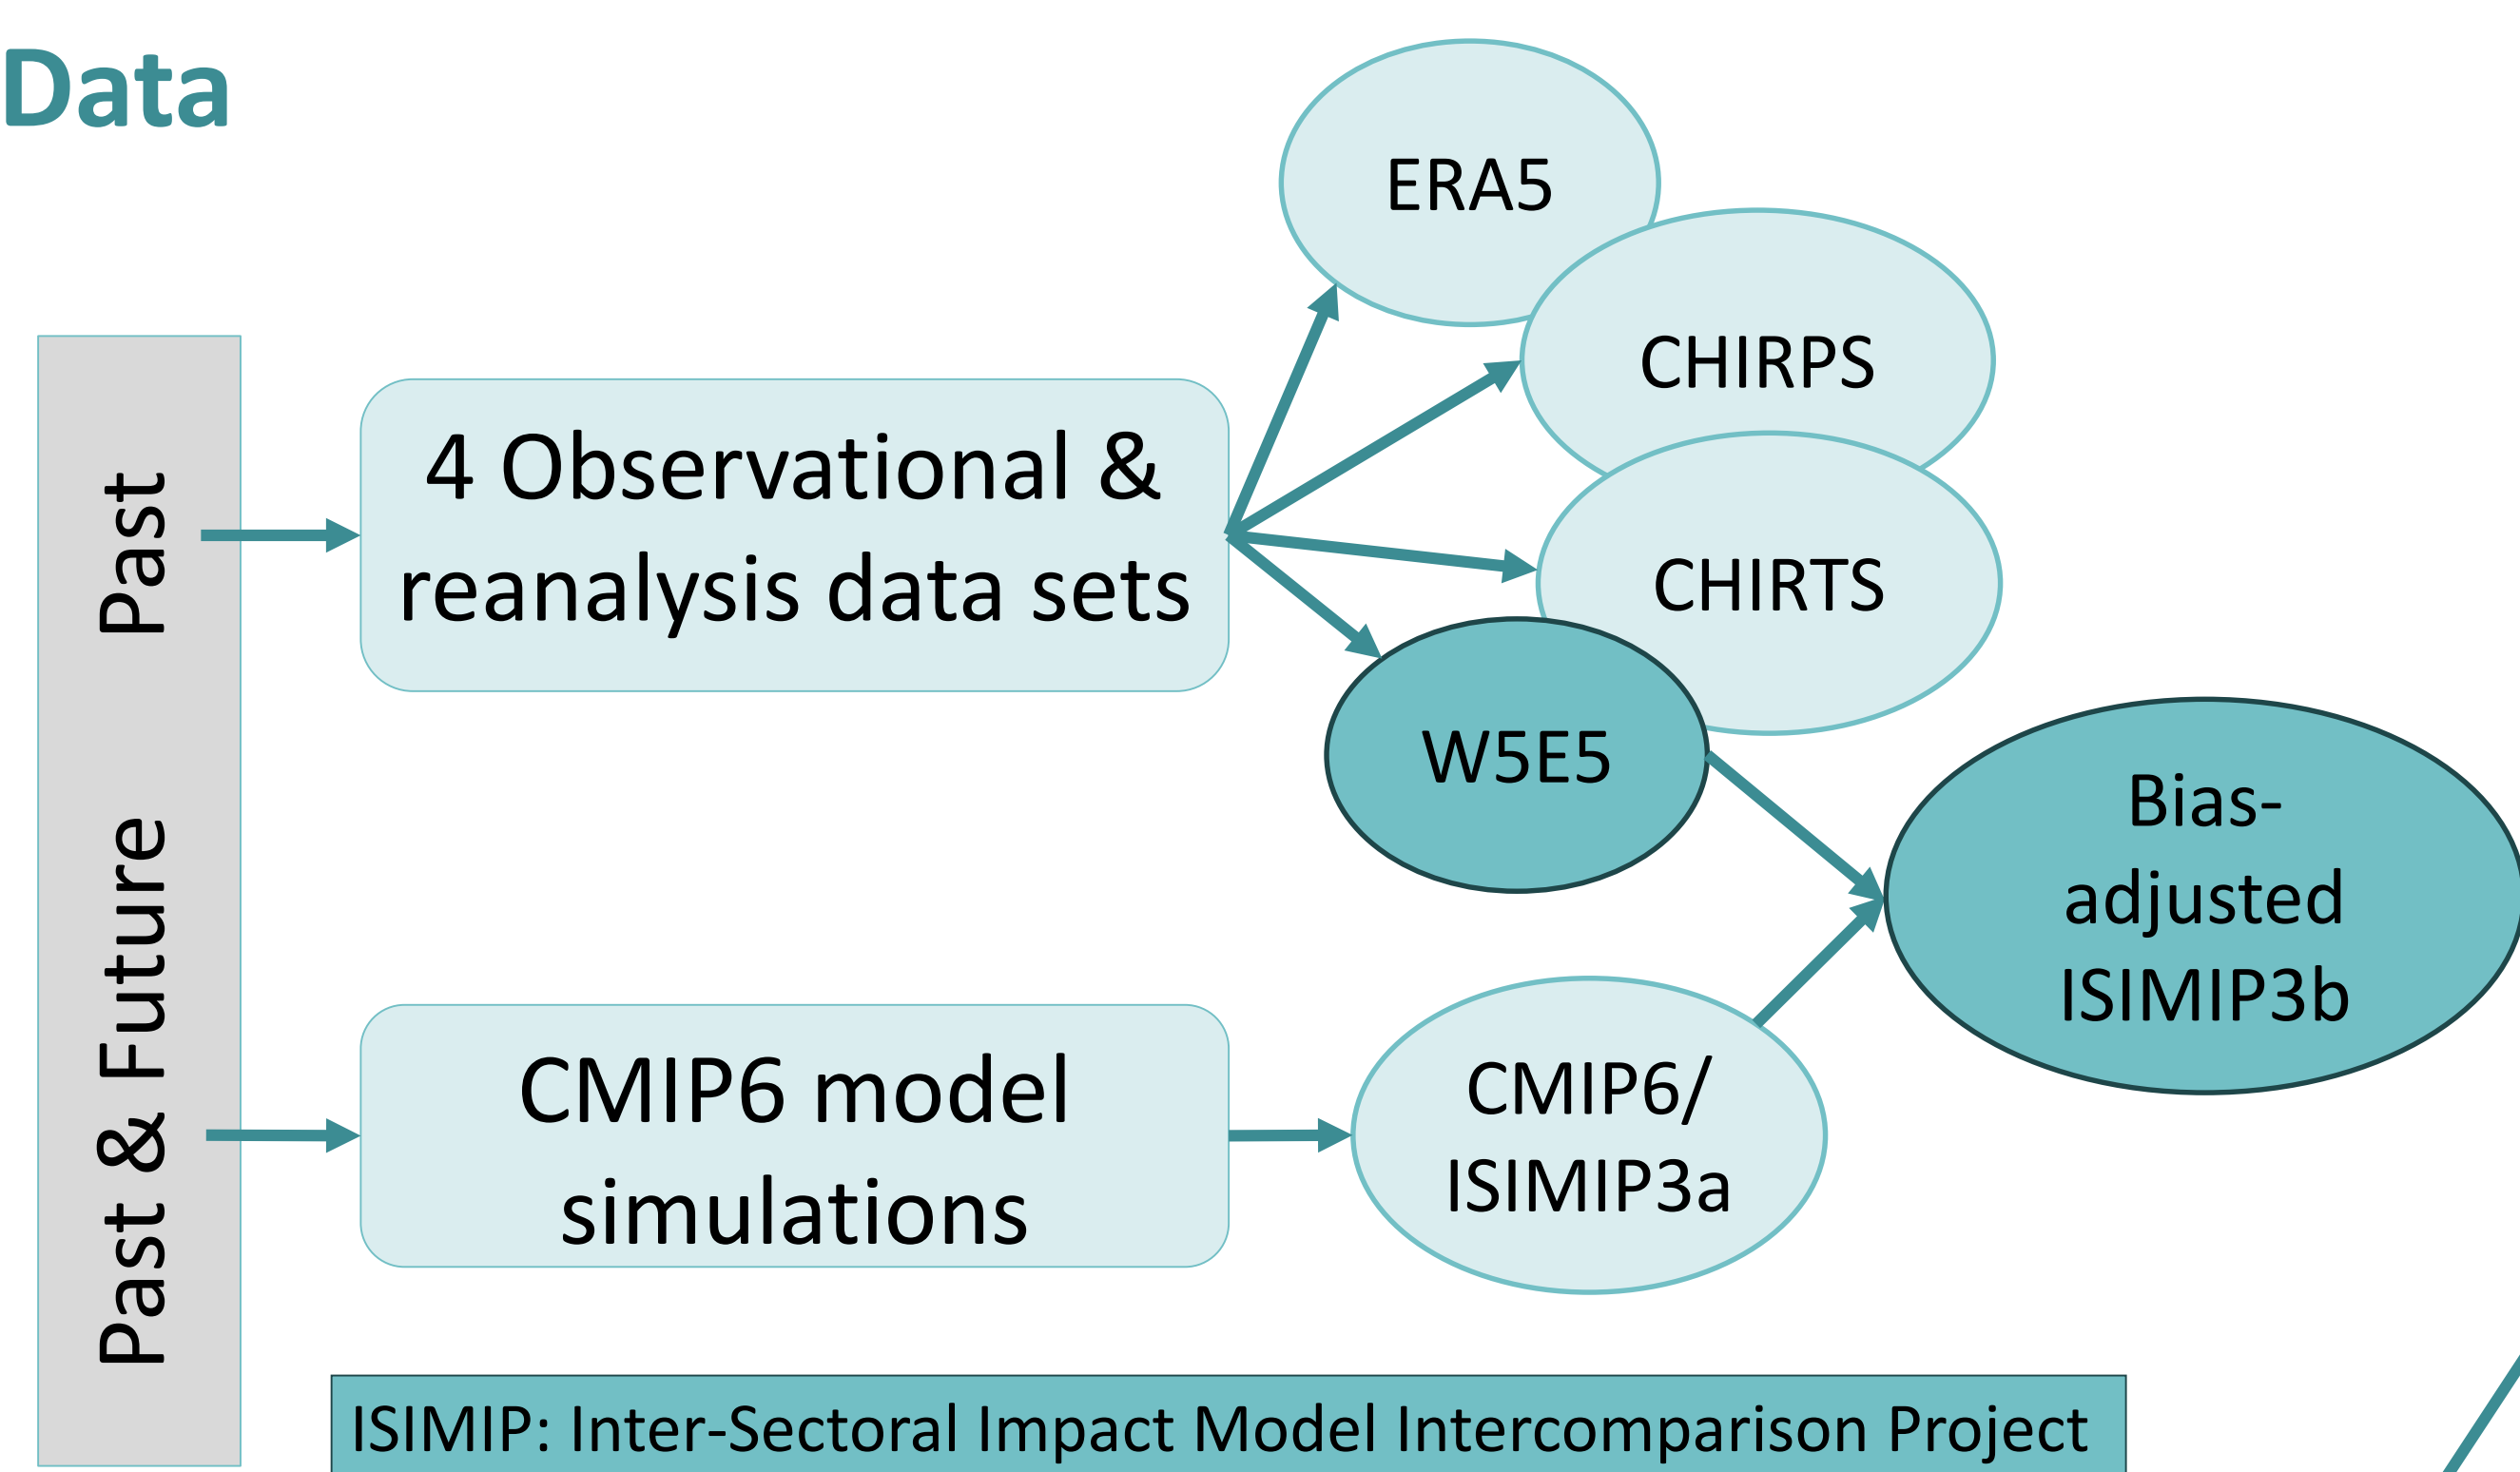 Data
Past
Past & Future
4 Observational &
reanalysis data sets
ERA5
CHIRPS
CHIRTS
W5E5
Bias-
adjusted
ISIMIP3b
CMIP6 model
simulations
CMIP6/
ISIMIP3a
ISIMIP: Inter-Sectoral Impact Model Intercomparison Project